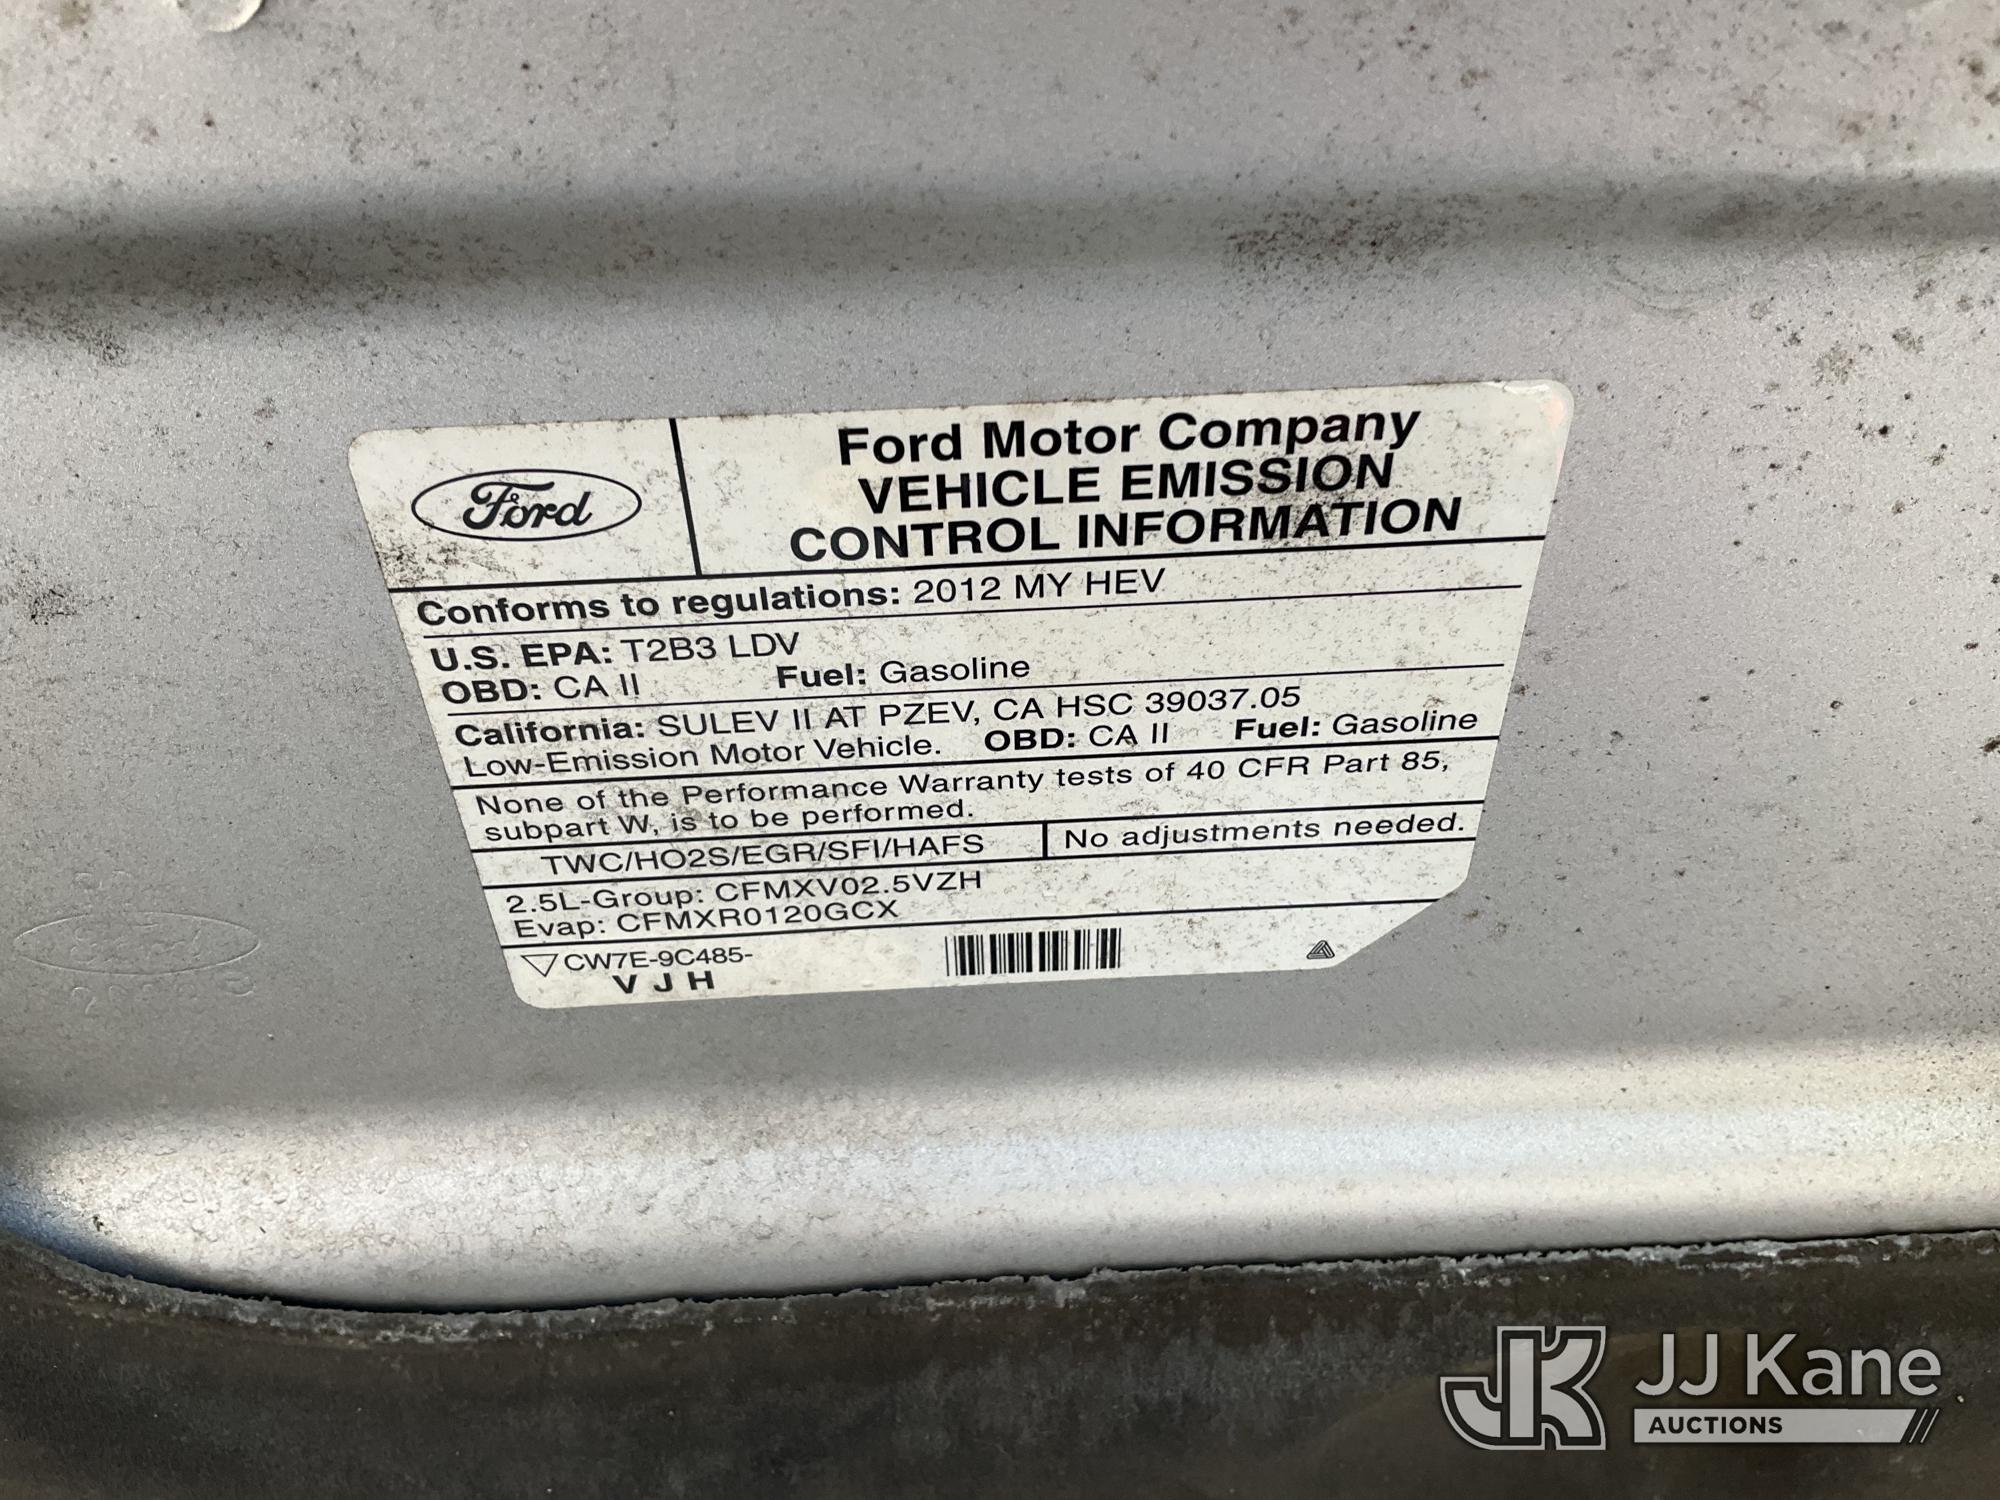 Ford
Ford Motor Company
VEHICLE EMISSION
CONTROL INFORMATION
Conforms to regulations: 2012 MY HEV
U.S. EPA: T2B3 LDV
OBD: CA II Fuel: Gasoline
California: SULEV II AT PZEV, CA HSC 39037.05
Low-Emission Motor Vehicle. OBD: CA II Fuel: Gasoline
None of the Performance Warranty tests of 40 CFR Part 85,
subpart W, is to be performed.
TWC/HO2S/EGR/SFI/HAFS No adjustments needed.
2.5L-Group: CFMXV02.5VZH
Evap: CFMXR0120GCX
CW7E-9C485-
V J H
Ford
JK JJ Kane
AUCTIONS